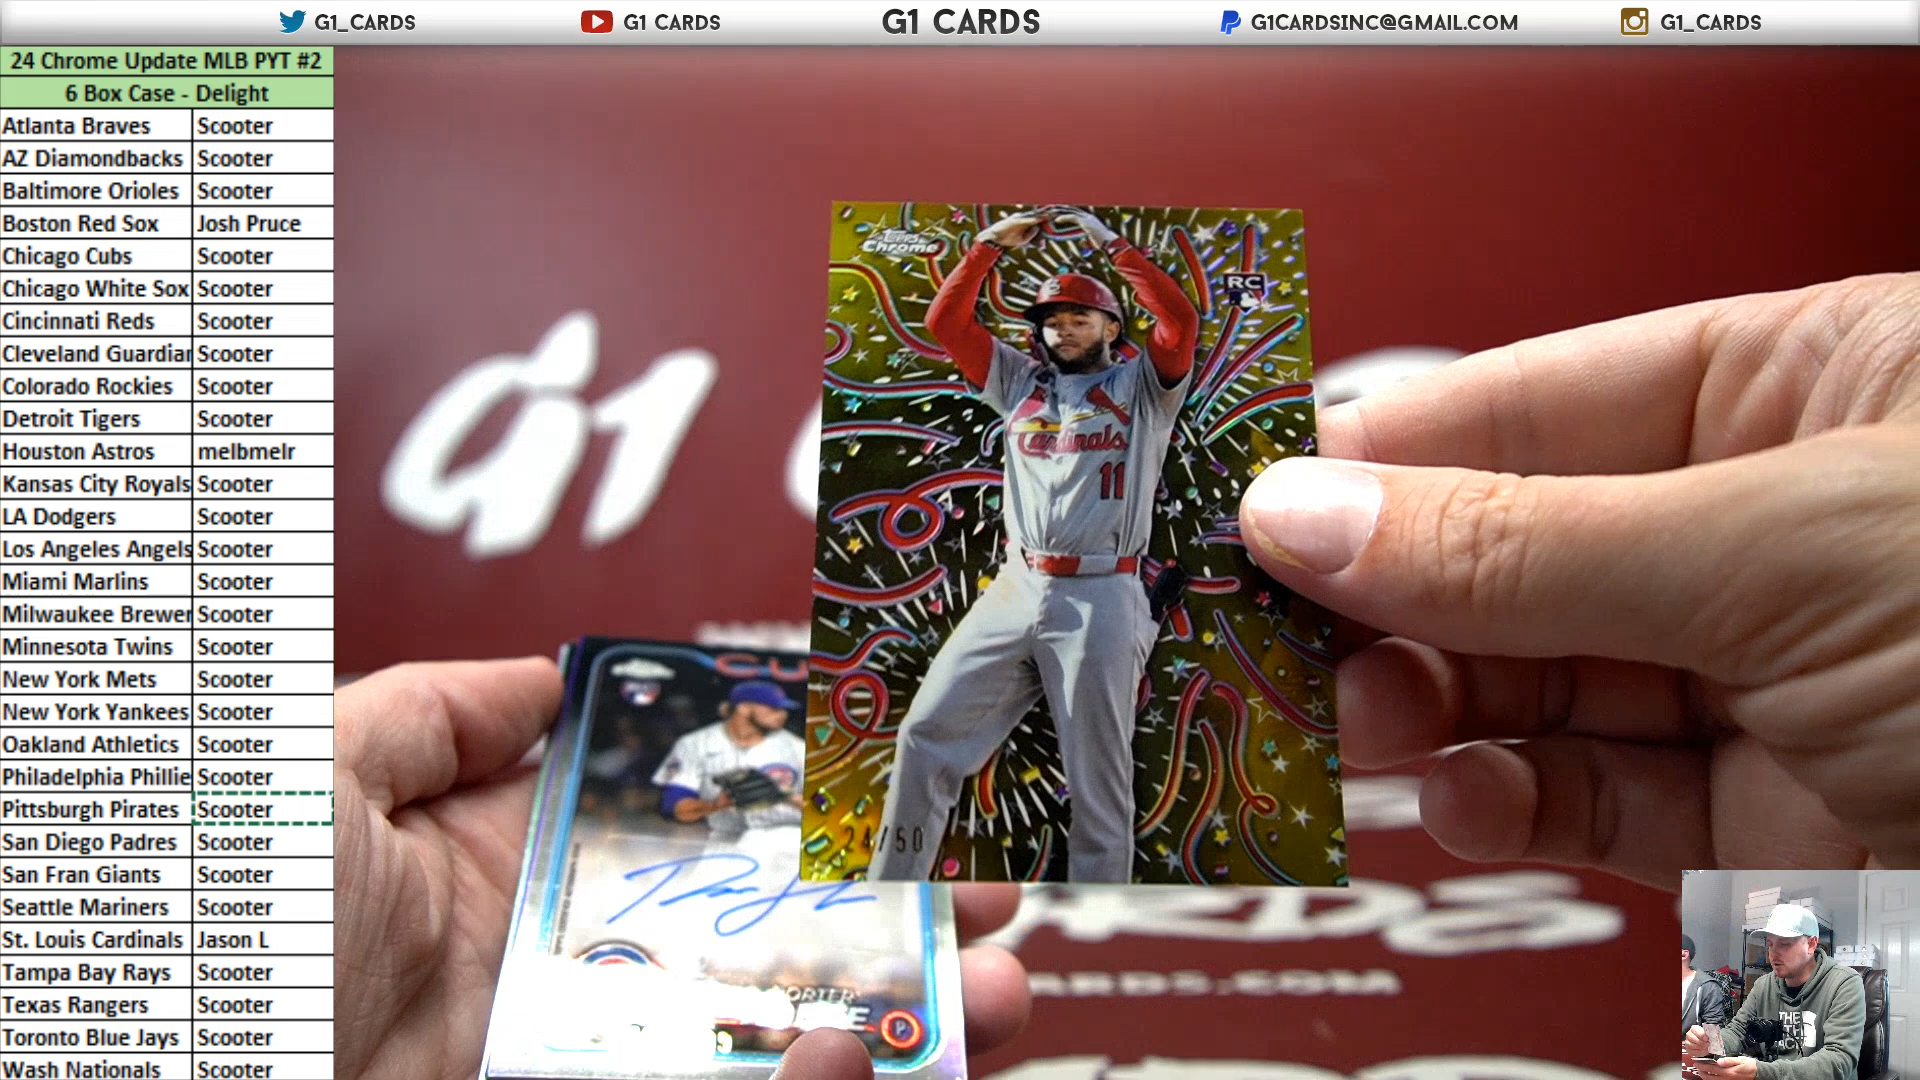 G1_CARDS
G1 CARDS
G1 CARDS
G1CARDSINC@GMAIL.COM
G1_CARDS
24 Chrome Update MLB PYT #2
6 Box Case - Delight
Atlanta Braves Scooter
AZ Diamondbacks Scooter
Baltimore Orioles Scooter
Boston Red Sox Josh Pruce
Chicago Cubs Scooter
Chicago White Sox Scooter
Cincinnati Reds Scooter
Cleveland Guardian Scooter
Colorado Rockies Scooter
Detroit Tigers Scooter
Houston Astros melbmelr
Kansas City Royals Scooter
LA Dodgers Scooter
Los Angeles Angels Scooter
Miami Marlins Scooter
Milwaukee Brewer Scooter
Minnesota Twins Scooter
New York Mets Scooter
New York Yankees Scooter
Oakland Athletics Scooter
Philadelphia Phillie Scooter
Pittsburgh Pirates Scooter
San Diego Padres Scooter
San Fran Giants Scooter
Seattle Mariners Scooter
St. Louis Cardinals Jason L
Tampa Bay Rays Scooter
Texas Rangers Scooter
Toronto Blue Jays Scooter
Wash Nationals Scooter
Topps
Chrome
RC
Cardinals
11
24/50
G1
CU
P
THE